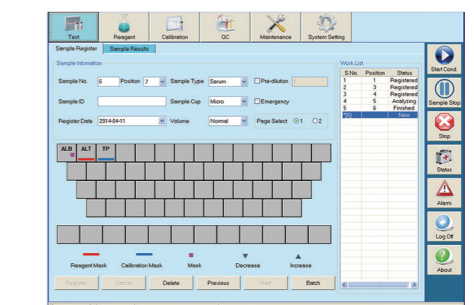 Test Reagent Calibration QC Maintenance System Setting
Sample Register Sample Results
Sample Infomation
Work List
Sample No. 6 Position 7 Sample Type Serum Pre-dilution
Sample ID Sample Cup Micro Emergency
Register Date 2014-04-11 Volume Normal Page Select 1 2
S.No. Position Status
1 1 Registered
2 3 Registered
3 4 Registered
4 5 Analyzing
5 6 Finished
New
Start Cond.
Sample Stop
Stop
Status
Alarm
Log Off
About
ALB ALT TP
Reagent Mask Calibration Mask Mask Decrease Increase
Register Cancel Delete Previous Next Batch